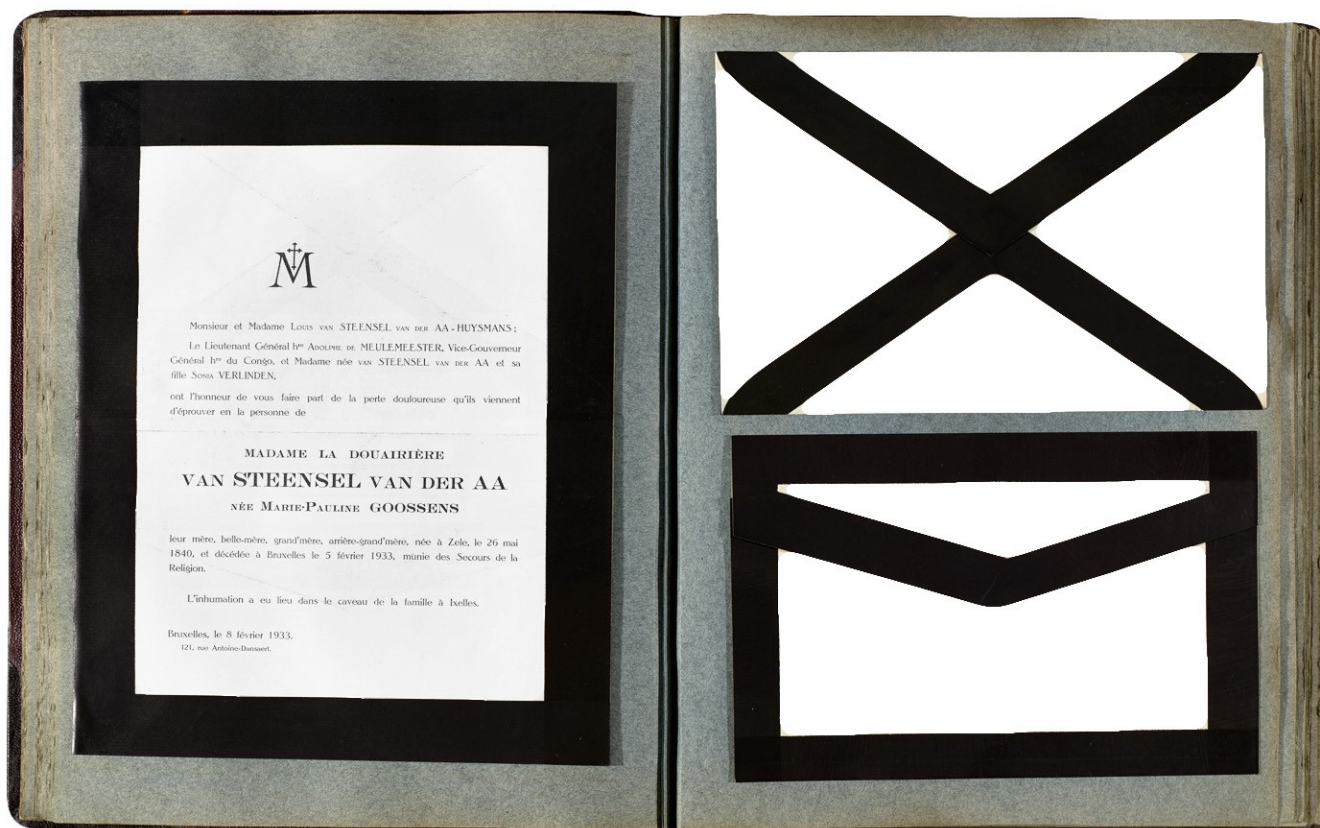 M
Monsieur et Madame Louis van STEENSEL van der AA - HUYSMANS ;
Le Lieutenant Général hre Adolphe de MEULEMEESTER, Vice-Gouverneur
Général hre du Congo, et Madame née van STEENSEL van der AA et sa
fille Sonia VERLINDEN,
ont l'honneur de vous faire part de la perte douloureuse qu'ils viennent
d'éprouver en la personne de
MADAME LA DOUAIRIÈRE
VAN STEENSEL VAN DER AA
NÉE Marie-Pauline GOOSSENS
leur mère, belle-mère, grand'mère, arrière-grand'mère, née à Zele, le 26 mai
1840, et décédée à Bruxelles le 5 février 1933, munie des Secours de la
Religion.
L'inhumation a eu lieu dans le caveau de la famille à Ixelles.
Bruxelles, le 8 février 1933.
121, rue Antoine-Dansaert.